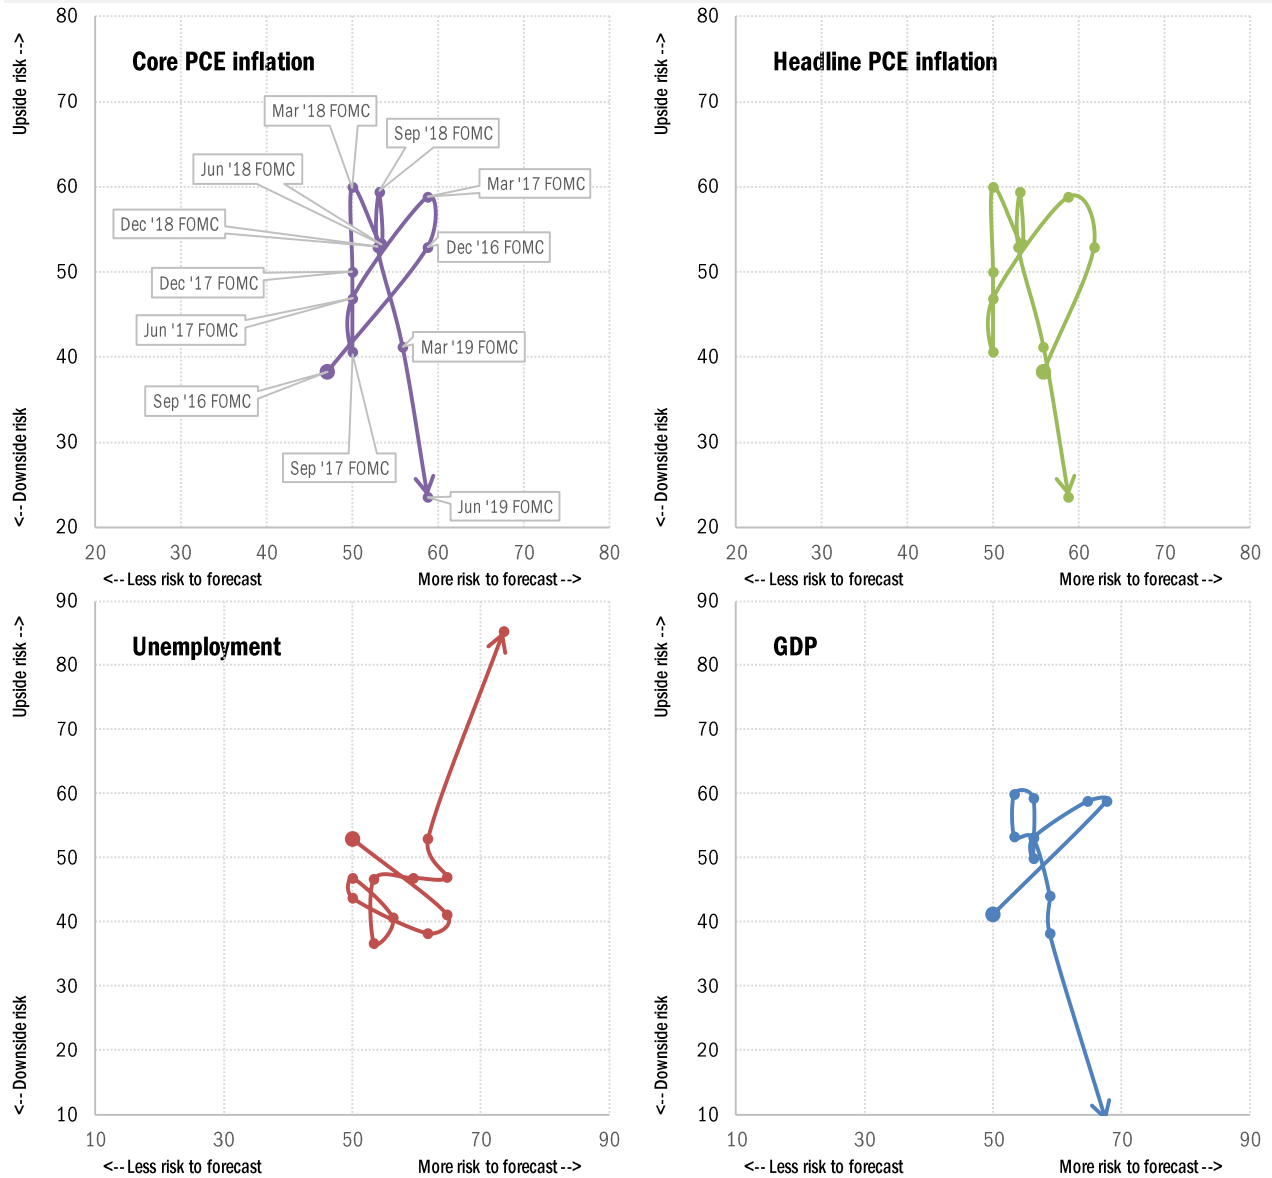 Core PCE inflation
Upside risk -->
<-- Downside risk
80
70
60
50
40
30
20
Mar '18 FOMC
Sep '18 FOMC
Jun '18 FOMC
Mar '17 FOMC
Dec '18 FOMC
Dec '16 FOMC
Dec '17 FOMC
Jun '17 FOMC
Mar '19 FOMC
Sep '16 FOMC
Sep '17 FOMC
Jun '19 FOMC
20 30 40 50 60 70 80
<-- Less risk to forecast More risk to forecast -->
Headline PCE inflation
Upside risk -->
<-- Downside risk
80
70
60
50
40
30
20
20 30 40 50 60 70 80
<-- Less risk to forecast More risk to forecast -->
Unemployment
Upside risk -->
<-- Downside risk
90
80
70
60
50
40
30
20
10
10 30 50 70 90
<-- Less risk to forecast More risk to forecast -->
GDP
Upside risk -->
<-- Downside risk
90
80
70
60
50
40
30
20
10
10 30 50 70 90
<-- Less risk to forecast More risk to forecast -->